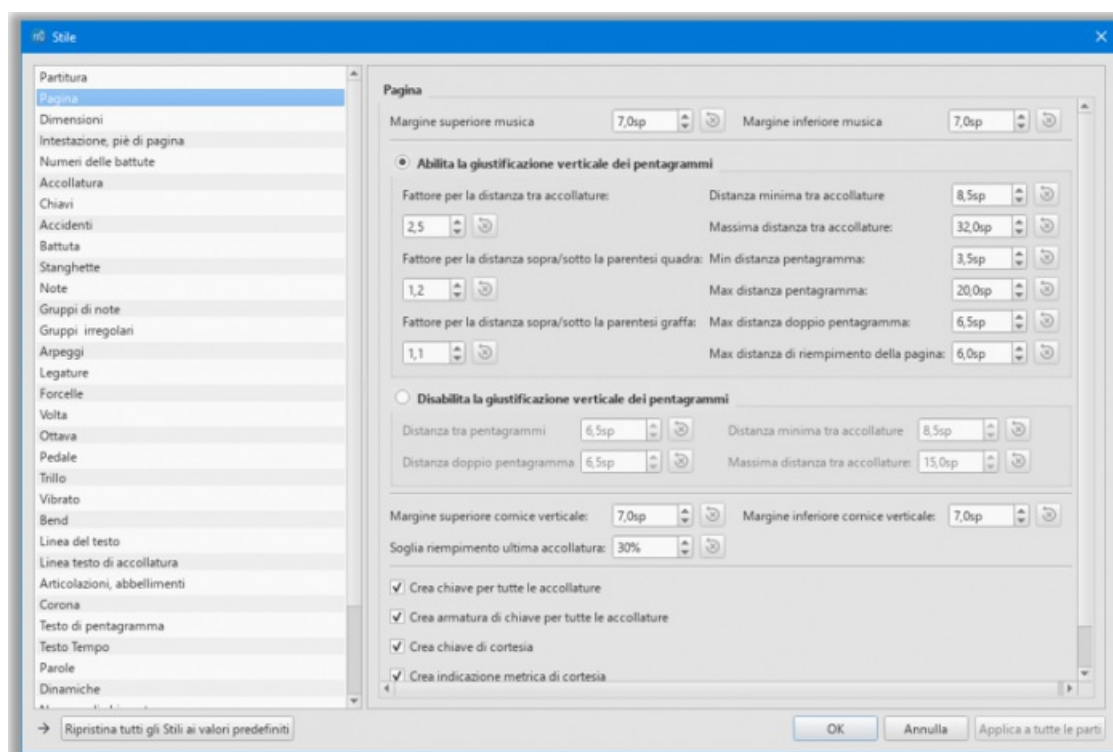 Stile
Partitura
Pagina
Dimensioni
Intestazione, piè di pagina
Numeri delle battute
Accollatura
Chiavi
Accidenti
Battuta
Stanghette
Note
Gruppi di note
Gruppi irregolari
Arpeggi
Legature
Forcelle
Volta
Ottava
Pedale
Trillo
Vibrato
Bend
Linea del testo
Linea testo di accollatura
Articolazioni, abbellimenti
Corona
Testo di pentagramma
Testo Tempo
Parole
Dinamiche
Pagina
Margine superiore musica 7,0sp Margine inferiore musica 7,0sp
Abilita la giustificazione verticale dei pentagrammi
Fattore per la distanza tra accollature: Distanza minima tra accollature 8,5sp
2,5 Massima distanza tra accollature: 32,0sp
Fattore per la distanza sopra/sotto la parentesi quadra: Min distanza pentagramma: 3,5sp
1,2 Max distanza pentagramma: 20,0sp
Fattore per la distanza sopra/sotto la parentesi graffa: Max distanza doppio pentagramma: 6,5sp
1,1 Max distanza di riempimento della pagina: 6,0sp
Disabilita la giustificazione verticale dei pentagrammi
Distanza tra pentagrammi 6,5sp Distanza minima tra accollature 8,5sp
Distanza doppio pentagramma 6,5sp Massima distanza tra accollature: 15,0sp
Margine superiore cornice verticale: 7,0sp Margine inferiore cornice verticale: 7,0sp
Soglia riempimento ultima accollatura: 30%
Crea chiave per tutte le accollature
Crea armatura di chiave per tutte le accollature
Crea chiave di cortesia
Crea indicazione metrica di cortesia
Ripristina tutti gli Stili ai valori predefiniti OK Annulla Applica a tutte le parti